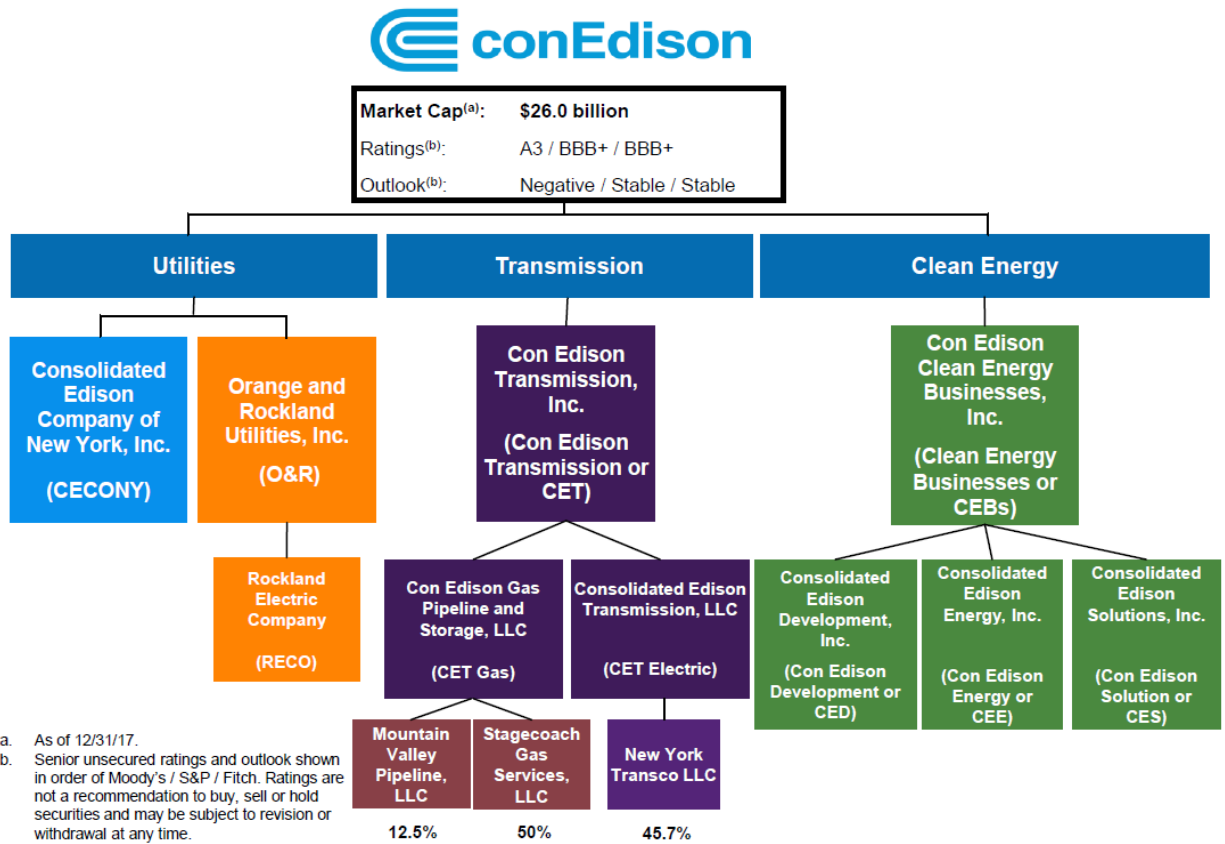 conEdison
Market Cap(a): $26.0 billion
Ratings(b): A3 / BBB+ / BBB+
Outlook(b): Negative / Stable / Stable
Utilities
Transmission
Clean Energy
Consolidated
Edison
Company of
New York, Inc.
(CECONY)
Orange and
Rockland
Utilities, Inc.
(O&R)
Rockland
Electric
Company
(RECO)
Con Edison
Transmission,
Inc.
(Con Edison
Transmission or
CET)
Con Edison Gas
Pipeline and
Storage, LLC
(CET Gas)
Consolidated Edison
Transmission, LLC
(CET Electric)
Mountain
Valley
Pipeline,
LLC
12.5%
Stagecoach
Gas
Services,
LLC
50%
New York
Transco LLC
45.7%
Con Edison
Clean Energy
Businesses,
Inc.
(Clean Energy
Businesses or
CEBs)
Consolidated
Edison
Development,
Inc.
(Con Edison
Development or
CED)
Consolidated
Edison
Energy, Inc.
(Con Edison
Energy or
CEE)
Consolidated
Edison
Solutions, Inc.
(Con Edison
Solution or
CES)
a. As of 12/31/17.
b. Senior unsecured ratings and outlook shown
in order of Moody's / S&P / Fitch. Ratings are
not a recommendation to buy, sell or hold
securities and may be subject to revision or
withdrawal at any time.